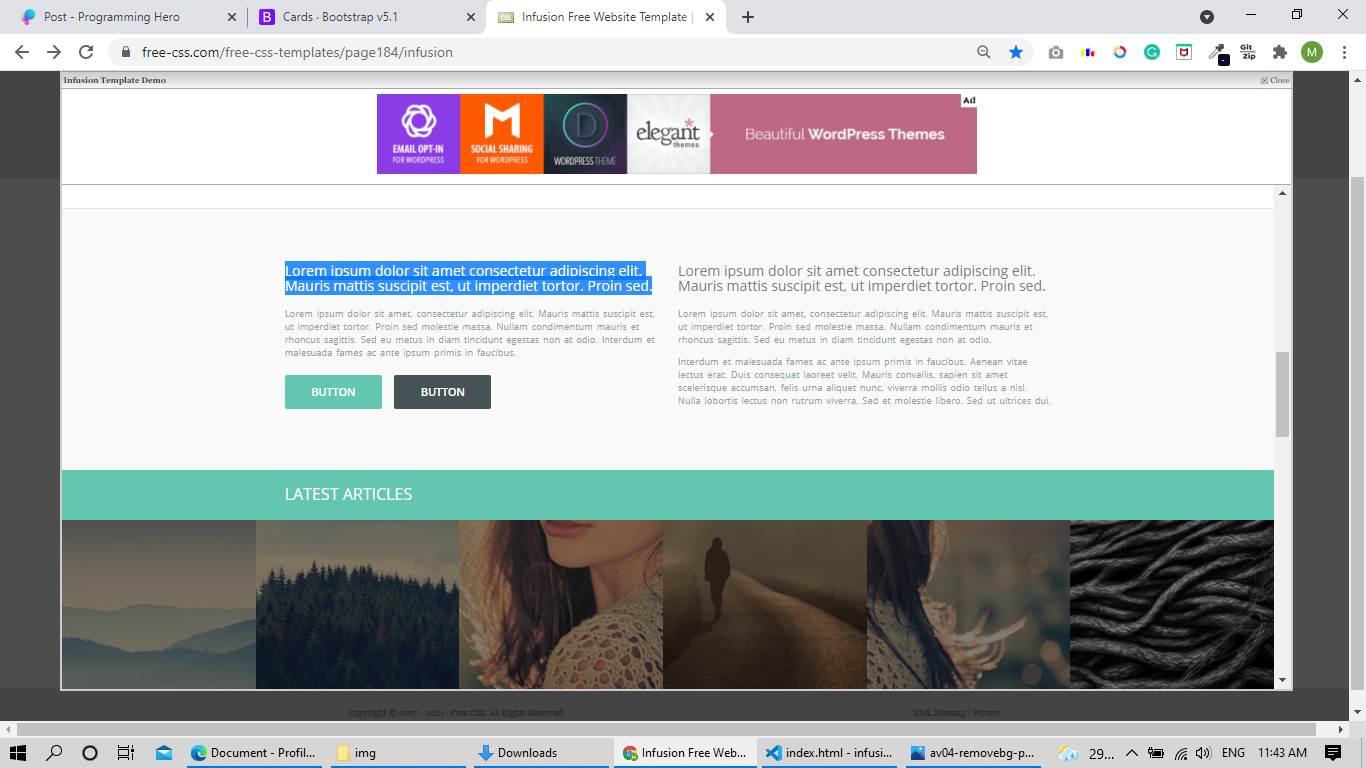 Post - Programming Hero
Cards · Bootstrap v5.1
Infusion Free Website Template |
free-css.com/free-css-templates/page184/infusion
Git
Zip
M
Infusion Template Demo
Close
EMAIL OPT-IN
FOR WORDPRESS
SOCIAL SHARING
FOR WORDPRESS
D
WORDPRESS THEME
elegant
themes
Beautiful WordPress Themes
Ad
Lorem ipsum dolor sit amet consectetur adipiscing elit.
Mauris mattis suscipit est, ut imperdiet tortor. Proin sed.
Lorem ipsum dolor sit amet, consectetur adipiscing elit. Mauris mattis suscipit est,
ut imperdiet tortor. Proin sed molestie massa. Nullam condimentum mauris et
rhoncus sagittis. Sed eu metus in diam tincidunt egestas non at odio. Interdum et
malesuada fames ac ante ipsum primis in faucibus.
BUTTON
BUTTON
Lorem ipsum dolor sit amet consectetur adipiscing elit.
Mauris mattis suscipit est, ut imperdiet tortor. Proin sed.
Lorem ipsum dolor sit amet, consectetur adipiscing elit. Mauris mattis suscipit est,
ut imperdiet tortor. Proin sed molestie massa. Nullam condimentum mauris et
rhoncus sagittis. Sed eu metus in diam tincidunt egestas non at odio.
Interdum et malesuada fames ac ante ipsum primis in faucibus. Aenean vitae
lectus erat. Duis consequat laoreet velit. Mauris convallis, sapien sit amet
scelerisque accumsan, felis urna aliquet nunc, viverra mollis odio tellus a nisl.
Nulla lobortis lectus non rutrum viverra. Sed et molestie libero. Sed ut ultrices dui.
LATEST ARTICLES
Copyright © 2007 - 2021 - Free CSS. All Rights Reserved
XML Sitemap | Privacy
Document - Profil...
img
Downloads
Infusion Free Web...
index.html - infusi...
av04-removebg-p...
29...
ENG
11:43 AM